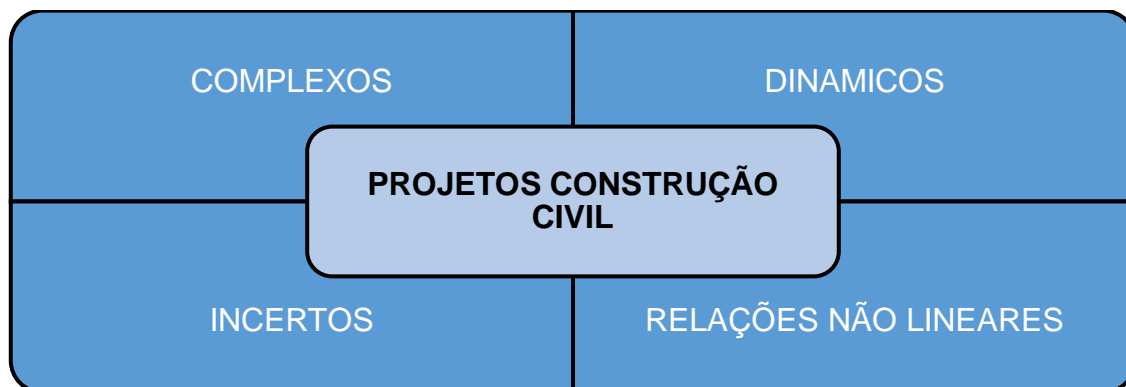 COMPLEXOS
DINAMICOS
PROJETOS CONSTRUÇÃO
CIVIL
INCERTOS
RELAÇÕES NÃO LINEARES